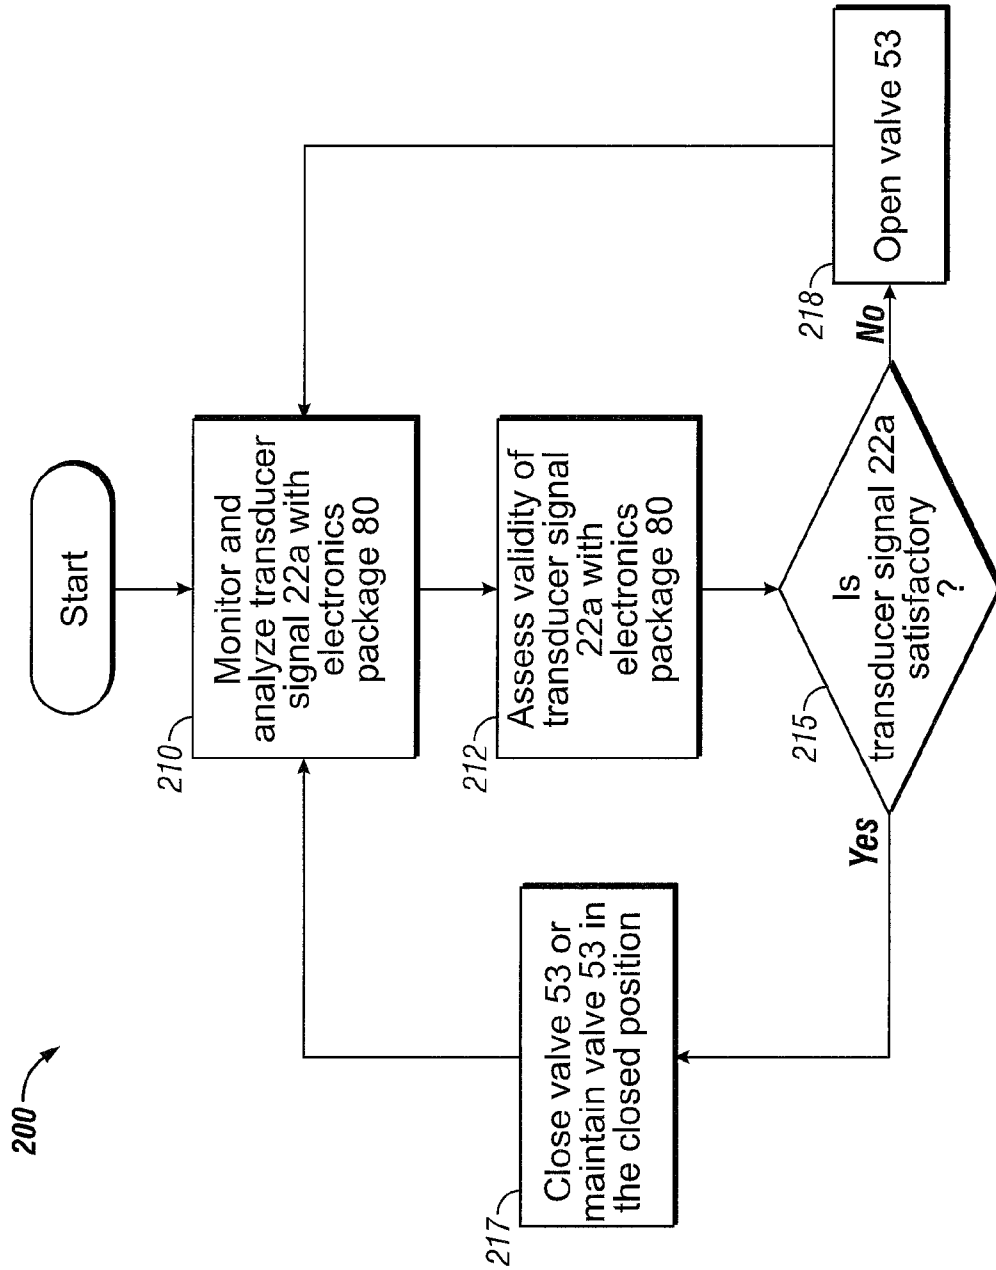 200
Start
210
Monitor and
analyze transducer
signal 22a with
electronics
package 80
212
Assess validity of
transducer signal
22a with
electronics
package 80
215
Is
transducer signal 22a
satisfactory
?
Yes
No
217
Close valve 53 or
maintain valve 53 in
the closed position
218
Open valve 53